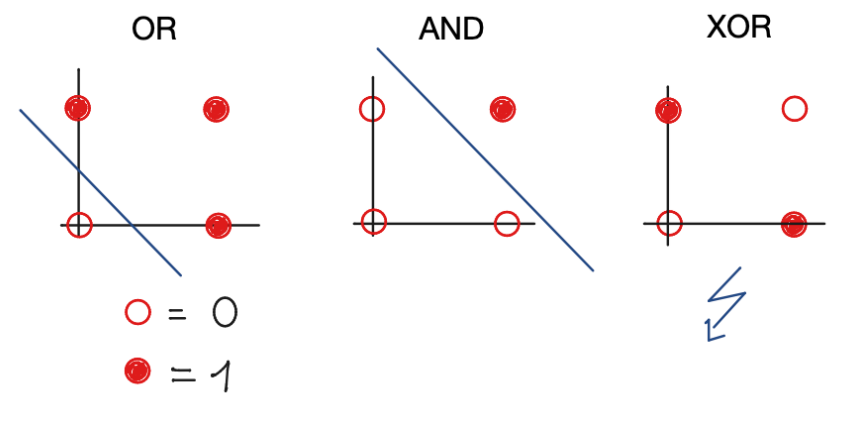 OR
AND
XOR
= 0
= 1